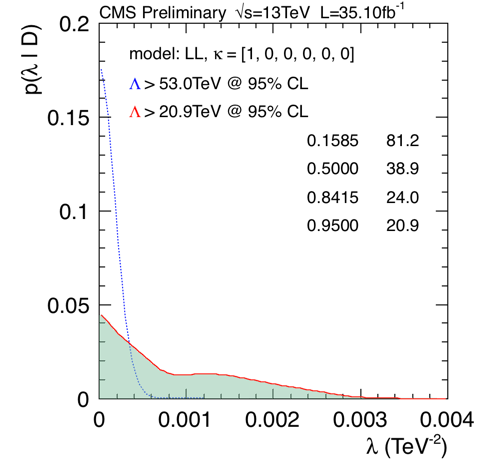 CMS Preliminary √s=13TeV L=35.10fb⁻¹
model: LL, κ = [1, 0, 0, 0, 0, 0]
Λ > 53.0TeV @ 95% CL
Λ > 20.9TeV @ 95% CL
0.1585 81.2
0.5000 38.9
0.8415 24.0
0.9500 20.9
p(λ | D)
0.2
0.15
0.1
0.05
0
0 0.001 0.002 0.003 0.004
λ (TeV⁻²)